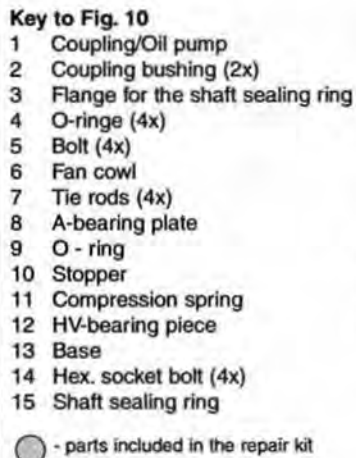 Key to Fig. 10
1 Coupling/Oil pump
2 Coupling bushing (2x)
3 Flange for the shaft sealing ring
4 O-ringe (4x)
5 Bolt (4x)
6 Fan cowl
7 Tie rods (4x)
8 A-bearing plate
9 O - ring
10 Stopper
11 Compression spring
12 HV-bearing piece
13 Base
14 Hex. socket bolt (4x)
15 Shaft sealing ring
- parts included in the repair kit